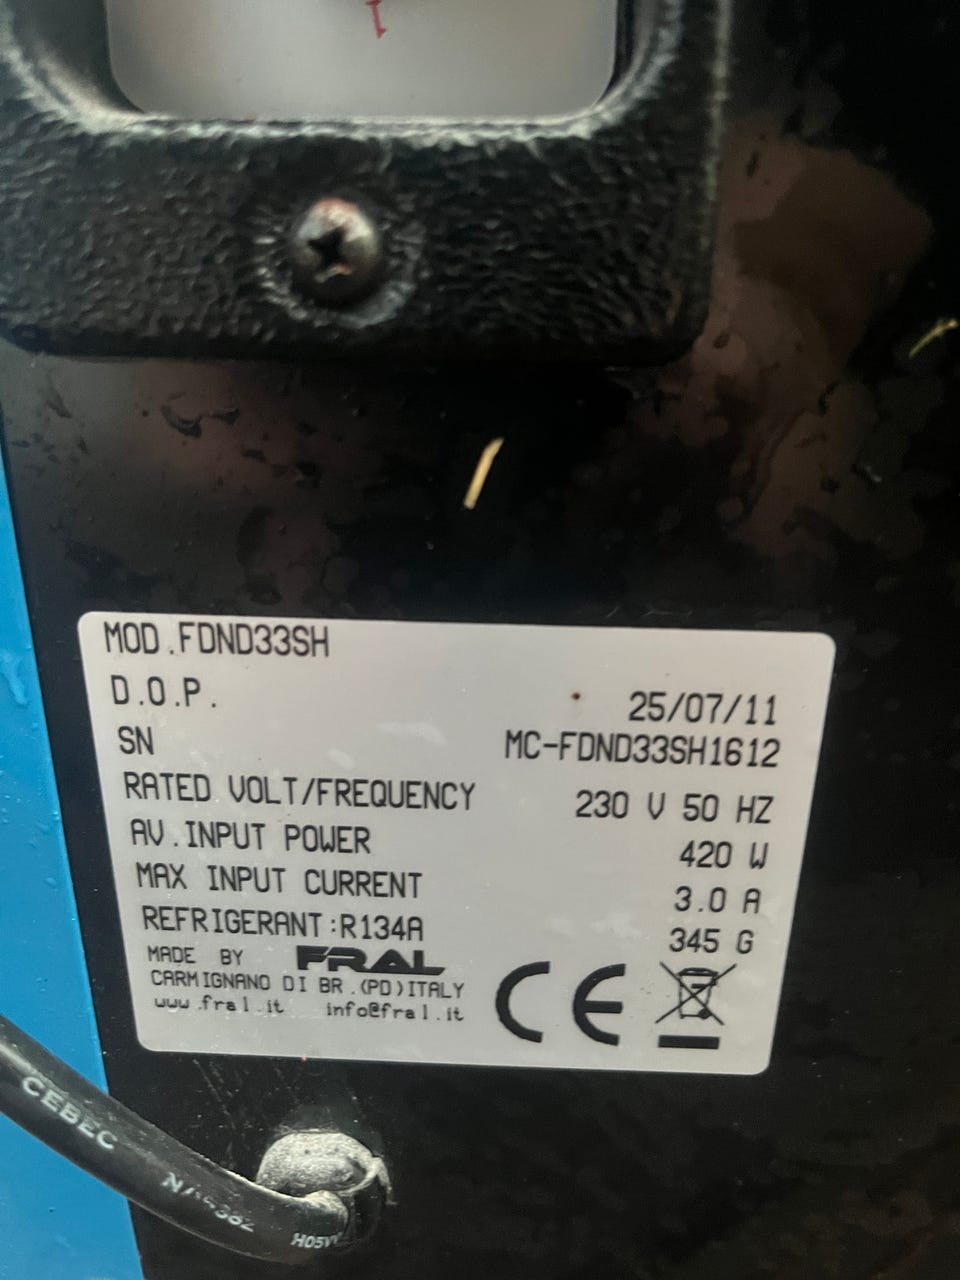 1
MOD.FDND33SH
D.O.P. 25/07/11
SN MC-FDND33SH1612
RATED VOLT/FREQUENCY 230 V 50 HZ
AV.INPUT POWER 420 W
MAX INPUT CURRENT 3.0 A
REFRIGERANT:R134A 345 G
MADE BY FRAL
CARMIGNANO DI BR.(PD)ITALY
www.fral.it info@fral.it
CE
CEBEC
H05VV